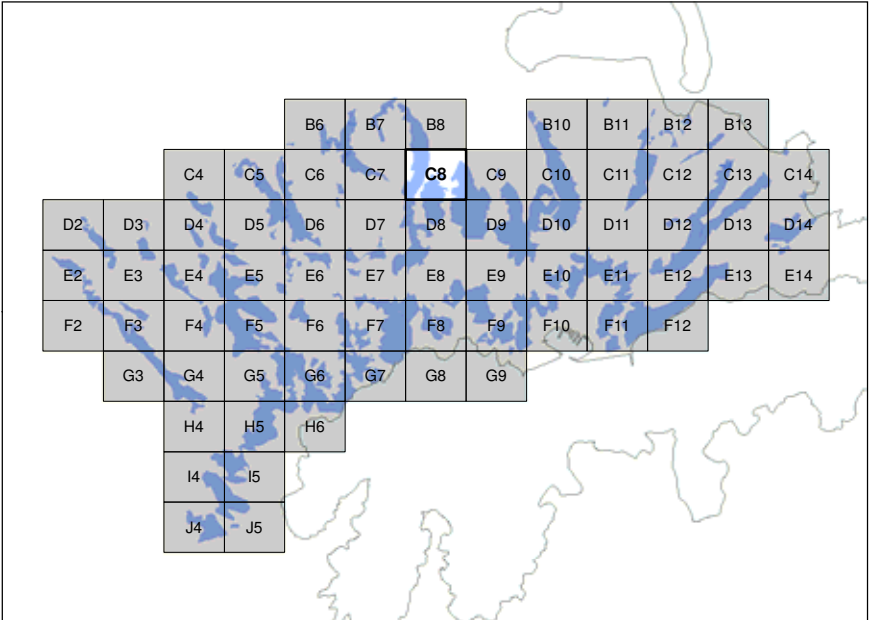 B6 B7 B8 B10 B11 B12 B13
C4 C5 C6 C7 C8 C9 C10 C11 C12 C13 C14
D2 D3 D4 D5 D6 D7 D8 D9 D10 D11 D12 D13 D14
E2 E3 E4 E5 E6 E7 E8 E9 E10 E11 E12 E13 E14
F2 F3 F4 F5 F6 F7 F8 F9 F10 F11 F12
G3 G4 G5 G6 G7 G8 G9
H4 H5 H6
I4 I5
J4 J5